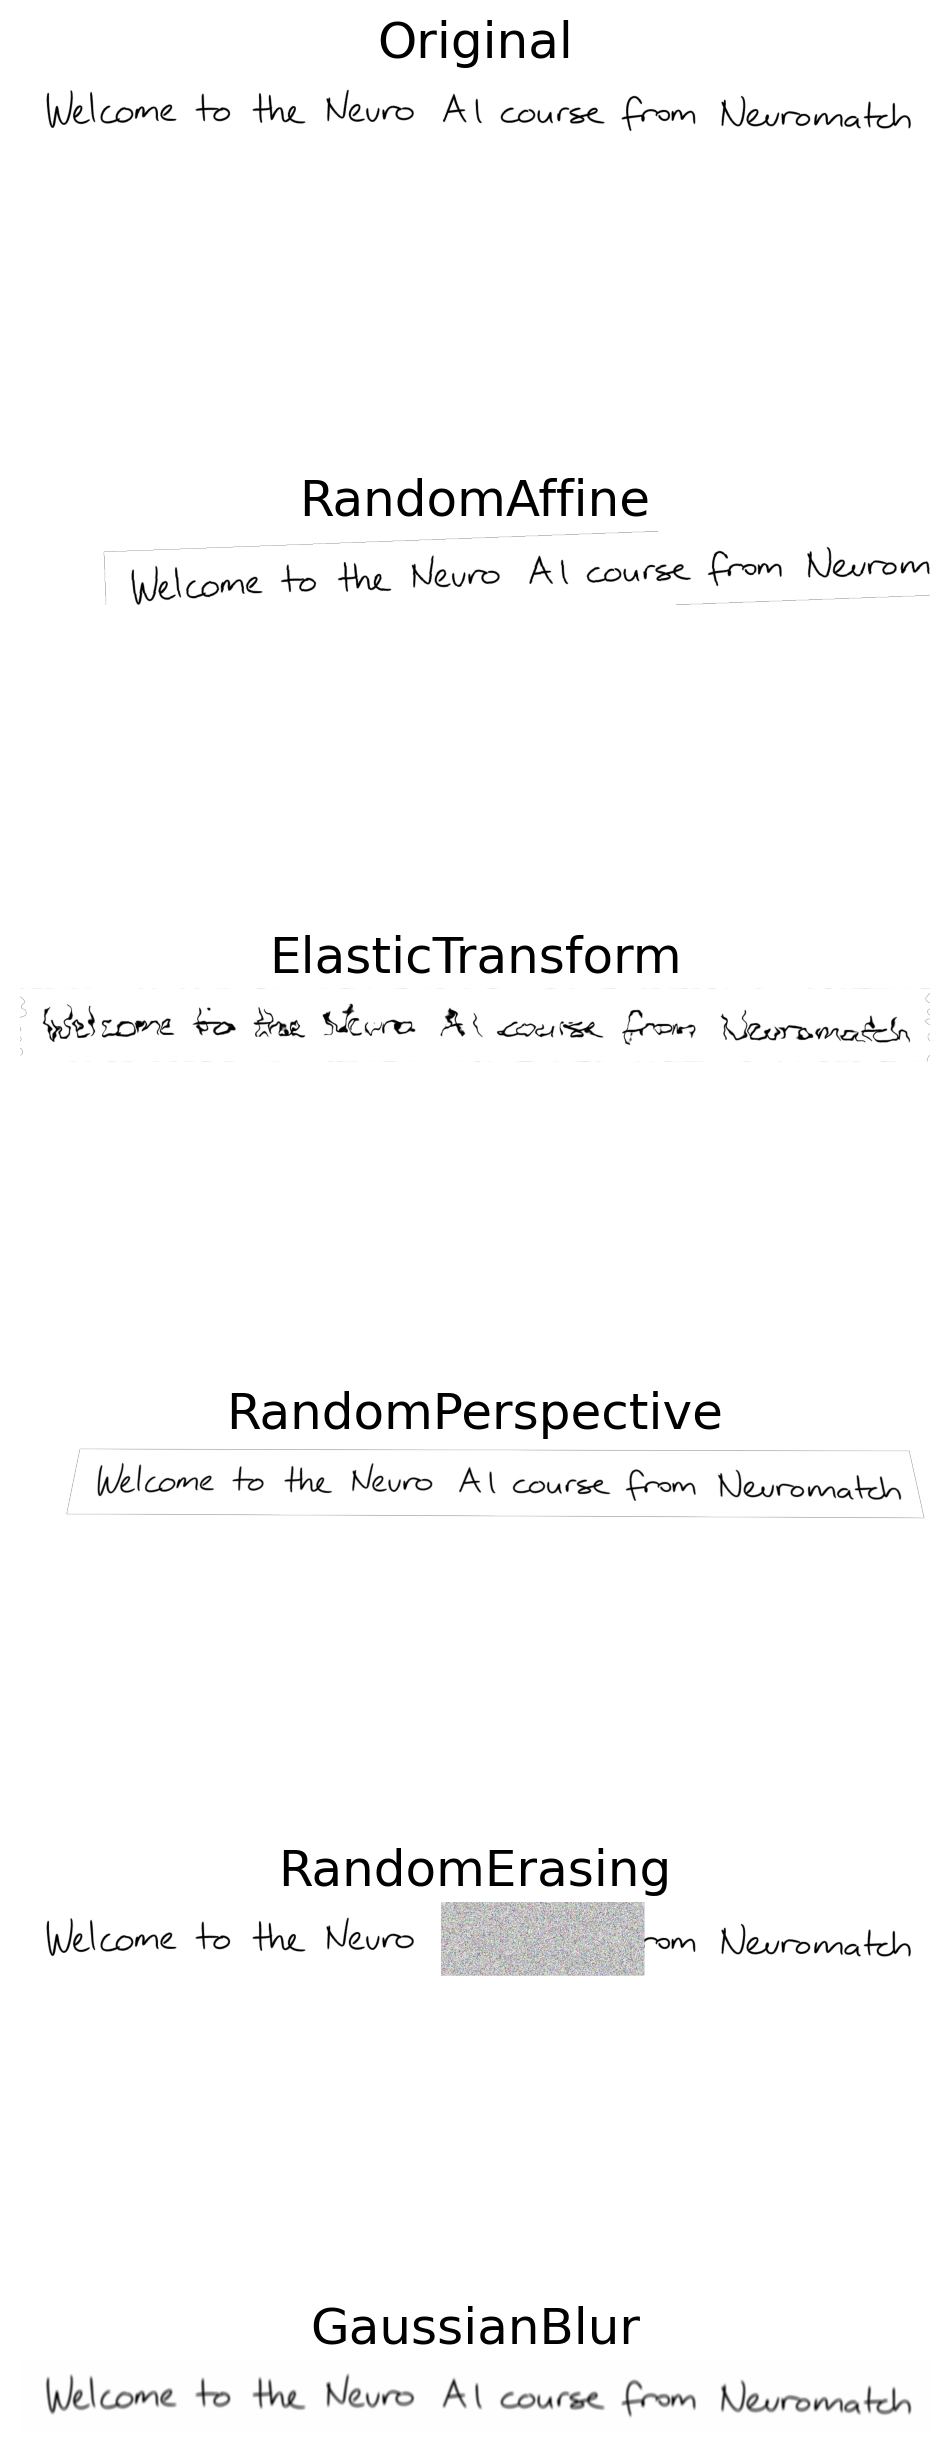 Original
Welcome to the Neuro AI course from Neuromatch
RandomAffine
Welcome to the Neuro AI course from Neurom
ElasticTransform
Welcome to the Neuro AI course from Neuromatch
RandomPerspective
Welcome to the Neuro AI course from Neuromatch
RandomErasing
Welcome to the Neuro rom Neuromatch
GaussianBlur
Welcome to the Neuro AI course from Neuromatch